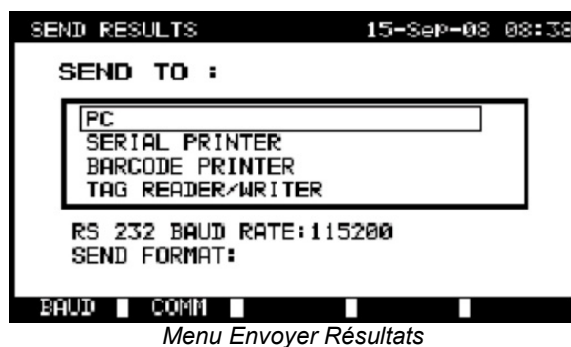 SEND RESULTS 15-Sep-08 08:38
SEND TO :
PC
SERIAL PRINTER
BARCODE PRINTER
TAG READER/WRITER
RS 232 BAUD RATE:115200
SEND FORMAT:
BAUD COMM
Menu Envoyer Résultats